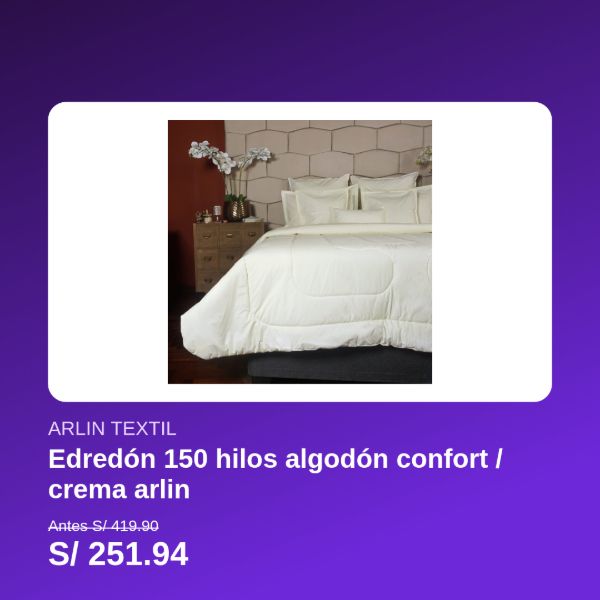 ARLIN TEXTIL
Edredón 150 hilos algodón confort /
crema arlin
Antes S/ 419.90
S/ 251.94